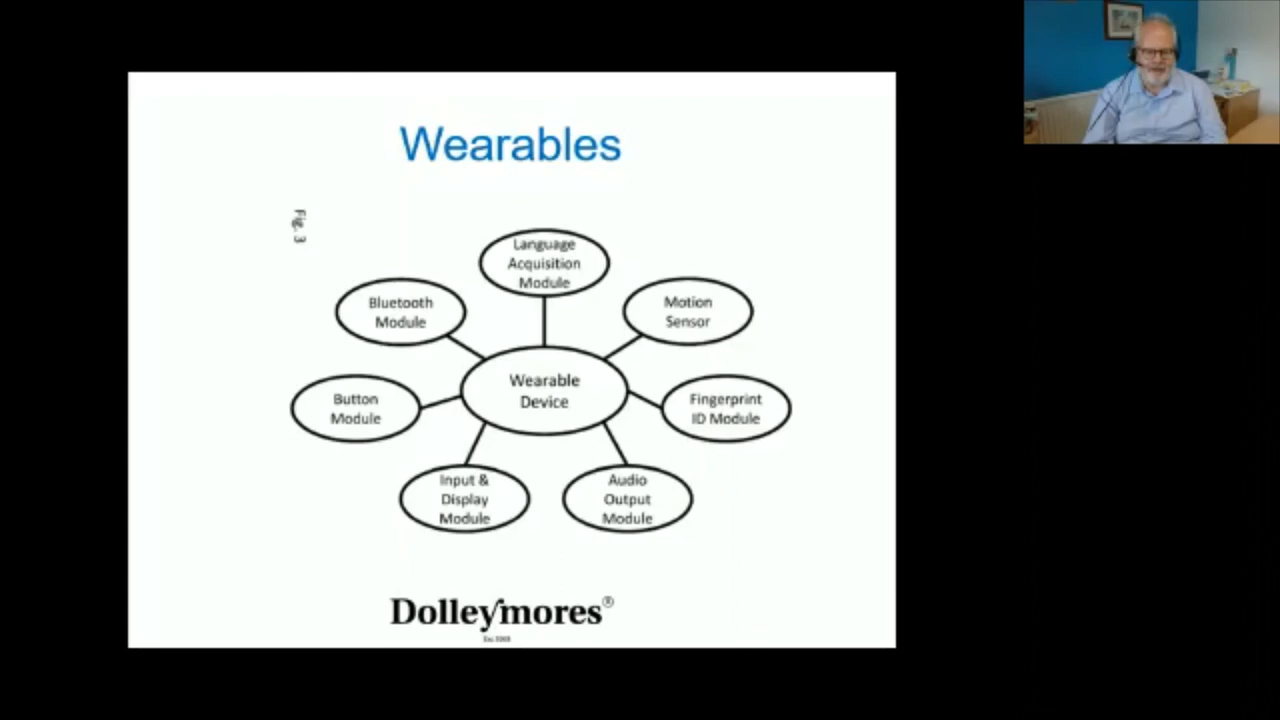 Wearables
Fig. 3
Language
Acquisition
Module
Bluetooth
Module
Motion
Sensor
Wearable
Device
Button
Module
Fingerprint
ID Module
Input &
Display
Module
Audio
Output
Module
Dolleymores®